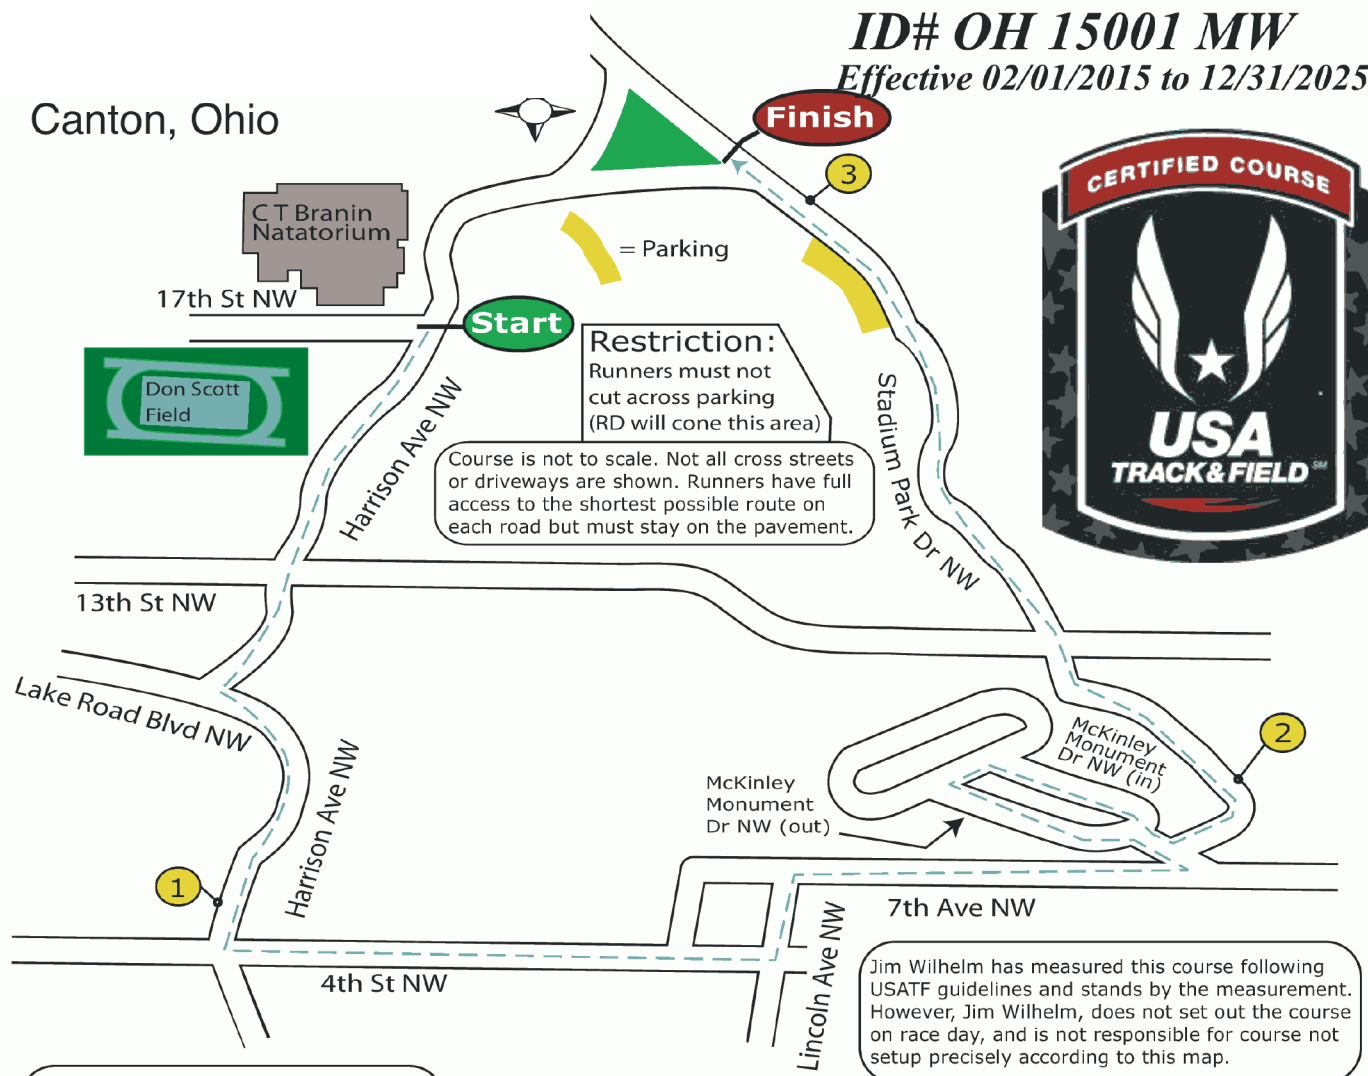 ID# OH 15001 MW
Effective 02/01/2015 to 12/31/2025
Canton, Ohio
Finish
3
CERTIFIED COURSE
C T Branin
Natatorium
= Parking
17th St NW
Start
Restriction:
Runners must not
cut across parking
(RD will cone this area)
Don Scott
Field
Harrison Ave NW
Stadium Park Dr NW
USA
TRACK & FIELD SM
Course is not to scale. Not all cross streets
or driveways are shown. Runners have full
access to the shortest possible route on
each road but must stay on the pavement.
13th St NW
Lake Road Blvd NW
McKinley
Monument
Dr NW (in)
2
McKinley
Monument
Dr NW (out)
Harrison Ave NW
1
7th Ave NW
4th St NW
Lincoln Ave NW
Jim Wilhelm has measured this course following
USATF guidelines and stands by the measurement.
However, Jim Wilhelm, does not set out the course
on race day, and is not responsible for course not
setup precisely according to this map.